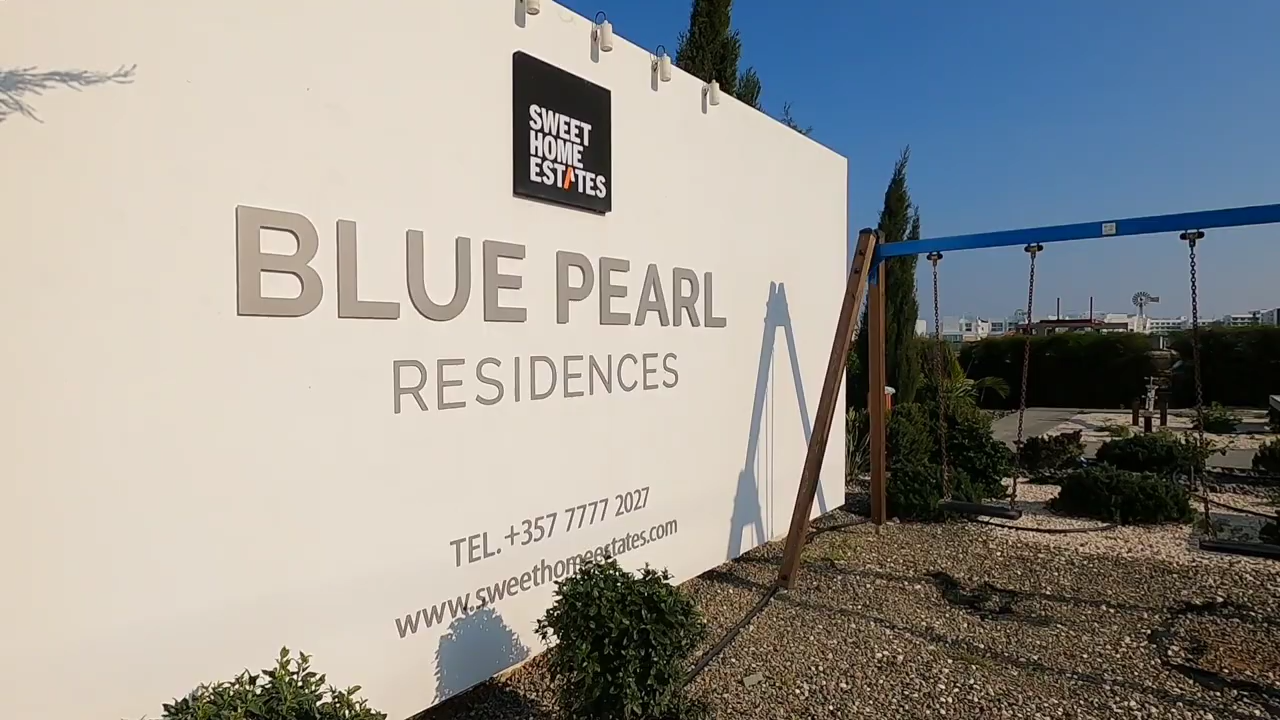 SWEET
HOME
ESTATES
BLUE PEARL
RESIDENCES
TEL. +357 7777 2027
www.sweethomeestates.com